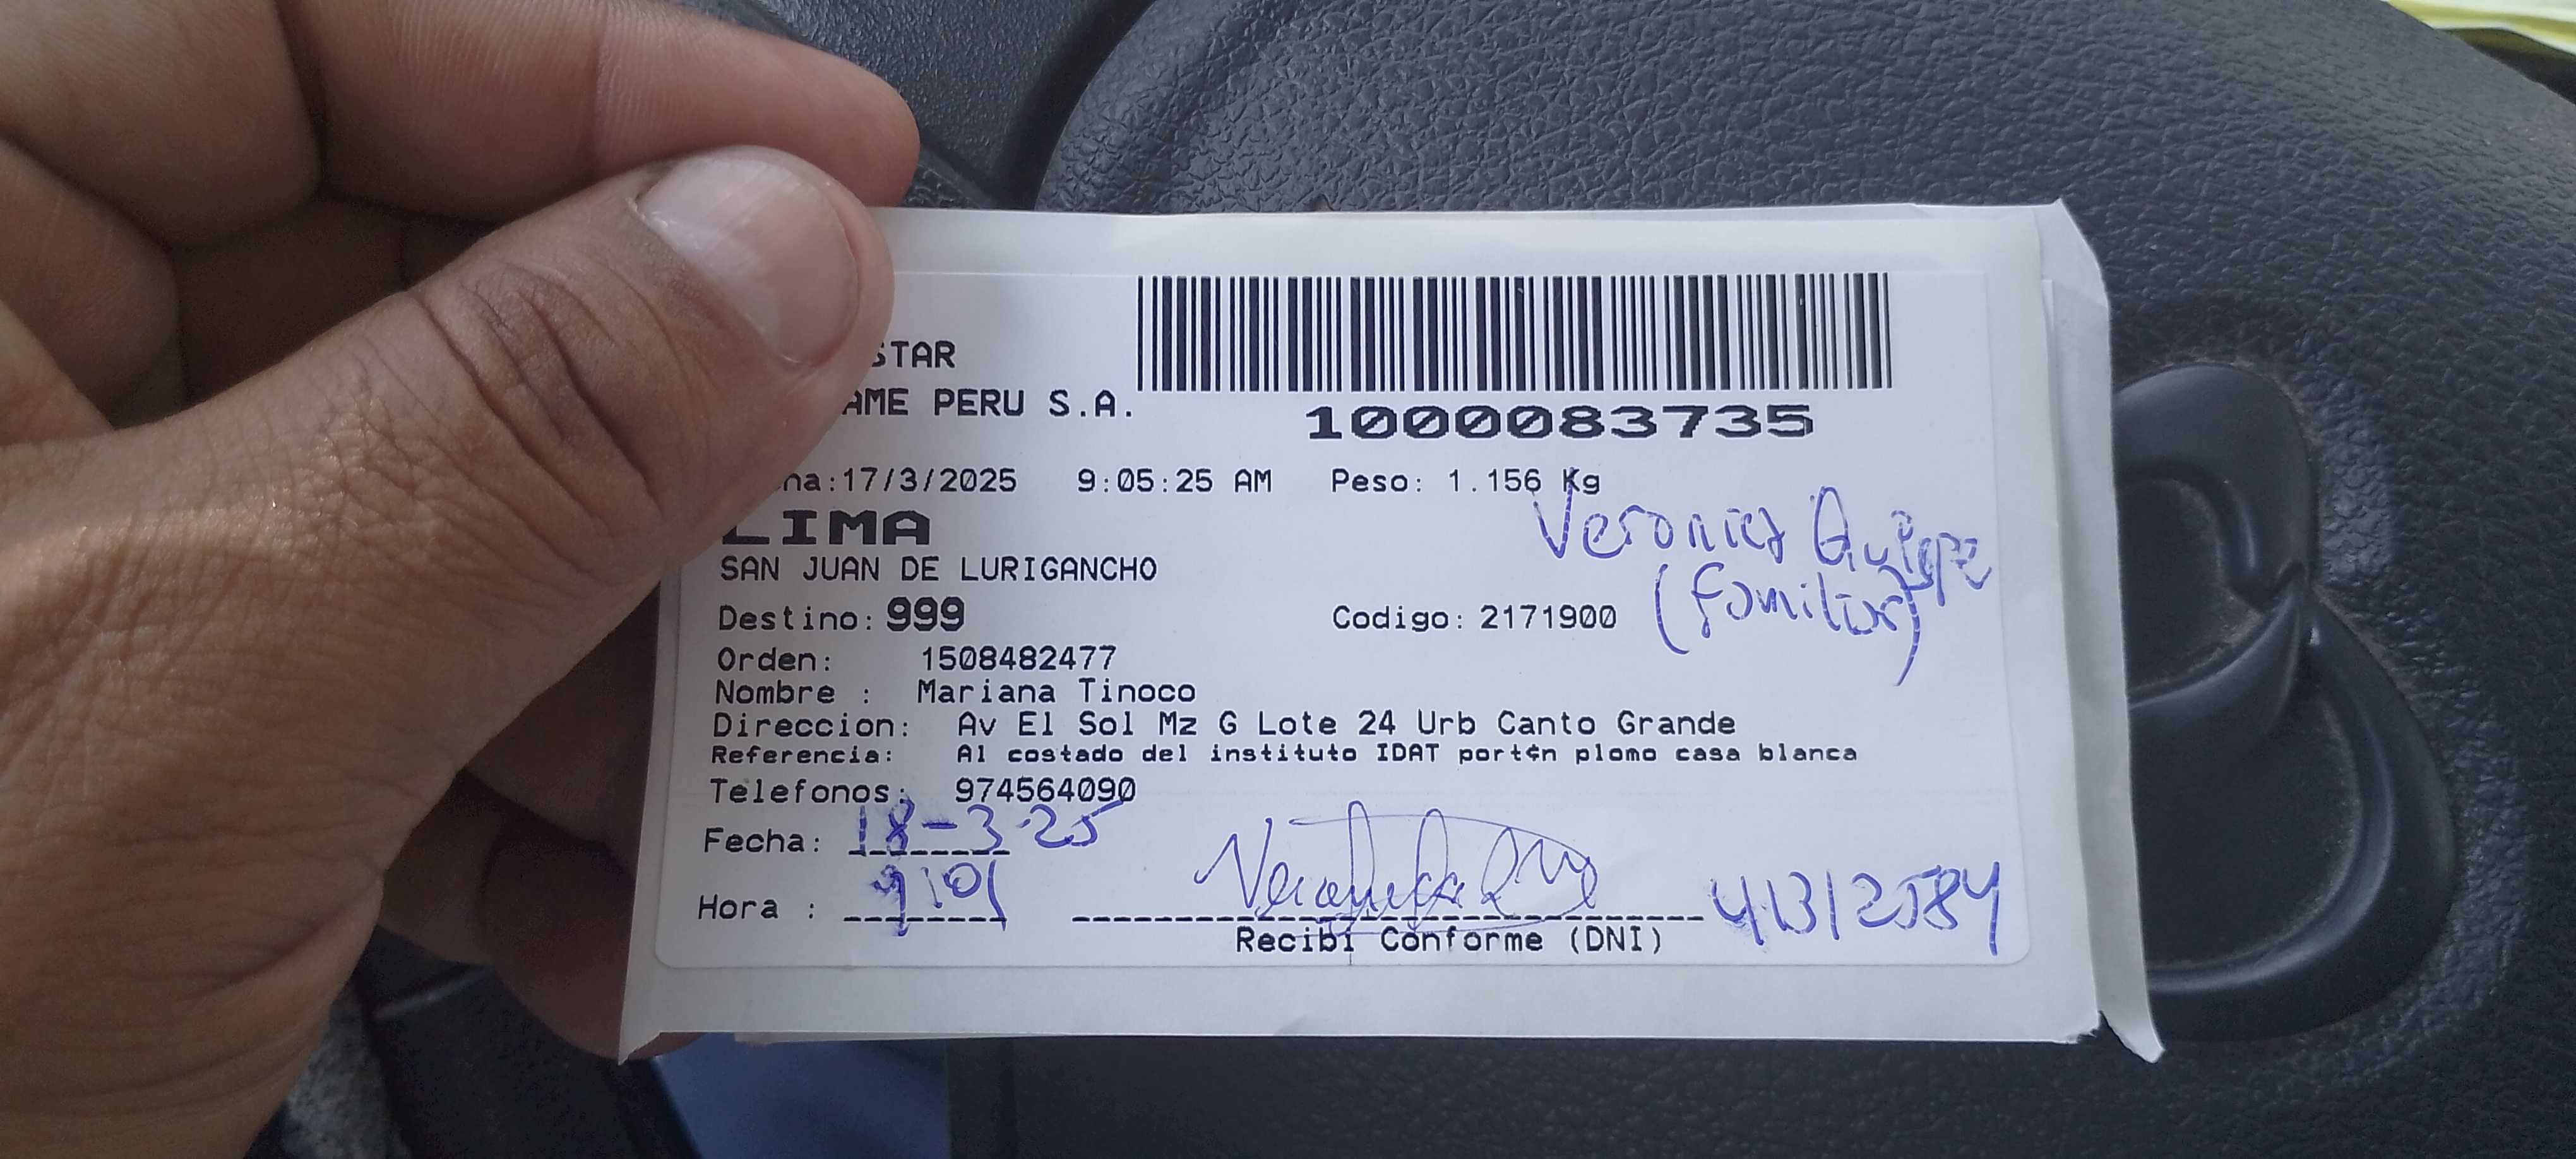 STAR
AME PERU S.A.
1000083735
na:17/3/2025 9:05:25 AM Peso: 1.156 Kg
LIMA
SAN JUAN DE LURIGANCHO
Veronica Quispe
(familiar)
Destino: 999 Codigo: 2171900
Orden: 1508482477
Nombre : Mariana Tinoco
Direccion: Av El Sol Mz G Lote 24 Urb Canto Grande
Referencia: Al costado del instituto IDAT port¢n plomo casa blanca
Telefonos: 974564090
Fecha: 18-3-25
Hora :
Recibi Conforme (DNI)